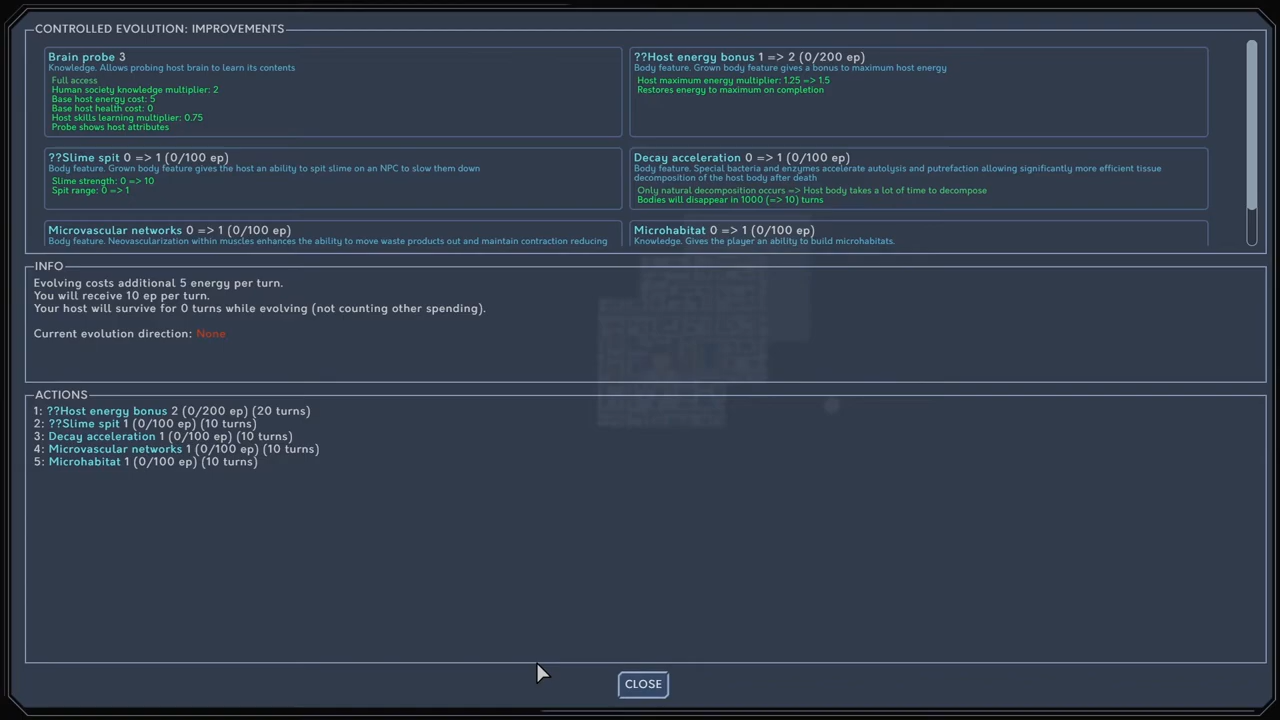 CONTROLLED EVOLUTION: IMPROVEMENTS
Brain probe 3
Knowledge. Allows probing host brain to learn its contents
Full access
Human society knowledge multiplier: 2
Base host energy cost: 5
Base host health cost: 0
Host skills learning multiplier: 0.75
Probe shows host attributes
??Host energy bonus 1 => 2 (0/200 ep)
Body feature. Grown body feature gives a bonus to maximum host energy
Host maximum energy multiplier: 1.25 => 1.5
Restores energy to maximum on completion
??Slime spit 0 => 1 (0/100 ep)
Body feature. Grown body feature gives the host an ability to spit slime on an NPC to slow them down
Slime strength: 0 => 10
Spit range: 0 => 1
Decay acceleration 0 => 1 (0/100 ep)
Body feature. Special bacteria and enzymes accelerate autolysis and putrefaction allowing significantly more efficient tissue
decomposition of the host body after death
Only natural decomposition occurs => Host body takes a lot of time to decompose
Bodies will disappear in 1000 (=> 10) turns
Microvascular networks 0 => 1 (0/100 ep)
Body feature. Neovascularization within muscles enhances the ability to move waste products out and maintain contraction reducing
Microhabitat 0 => 1 (0/100 ep)
Knowledge. Gives the player an ability to build microhabitats.
INFO
Evolving costs additional 5 energy per turn.
You will receive 10 ep per turn.
Your host will survive for 0 turns while evolving (not counting other spending).
Current evolution direction: None
ACTIONS
1: ??Host energy bonus 2 (0/200 ep) (20 turns)
2: ??Slime spit 1 (0/100 ep) (10 turns)
3: Decay acceleration 1 (0/100 ep) (10 turns)
4: Microvascular networks 1 (0/100 ep) (10 turns)
5: Microhabitat 1 (0/100 ep) (10 turns)
CLOSE